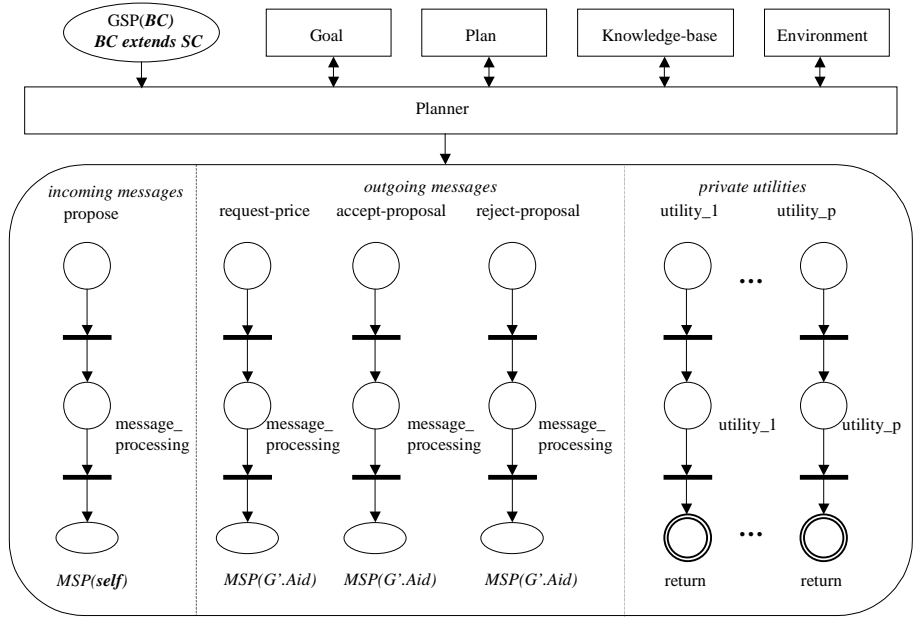 GSP(BC)
BC extends SC
Goal
Plan
Knowledge-base
Environment
Planner
incoming messages
outgoing messages
private utilities
propose
request-price
accept-proposal
reject-proposal
utility_1
utility_p
...
message_
processing
message_
processing
message_
processing
message_
processing
utility_1
utility_p
...
MSP(self)
MSP(G'.Aid)
MSP(G'.Aid)
MSP(G'.Aid)
return
return